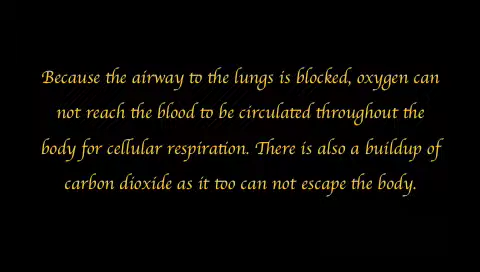 Because the airway to the lungs is blocked, oxygen can
not reach the blood to be circulated throughout the
body for cellular respiration. There is also a buildup of
carbon dioxide as it too can not escape the body.